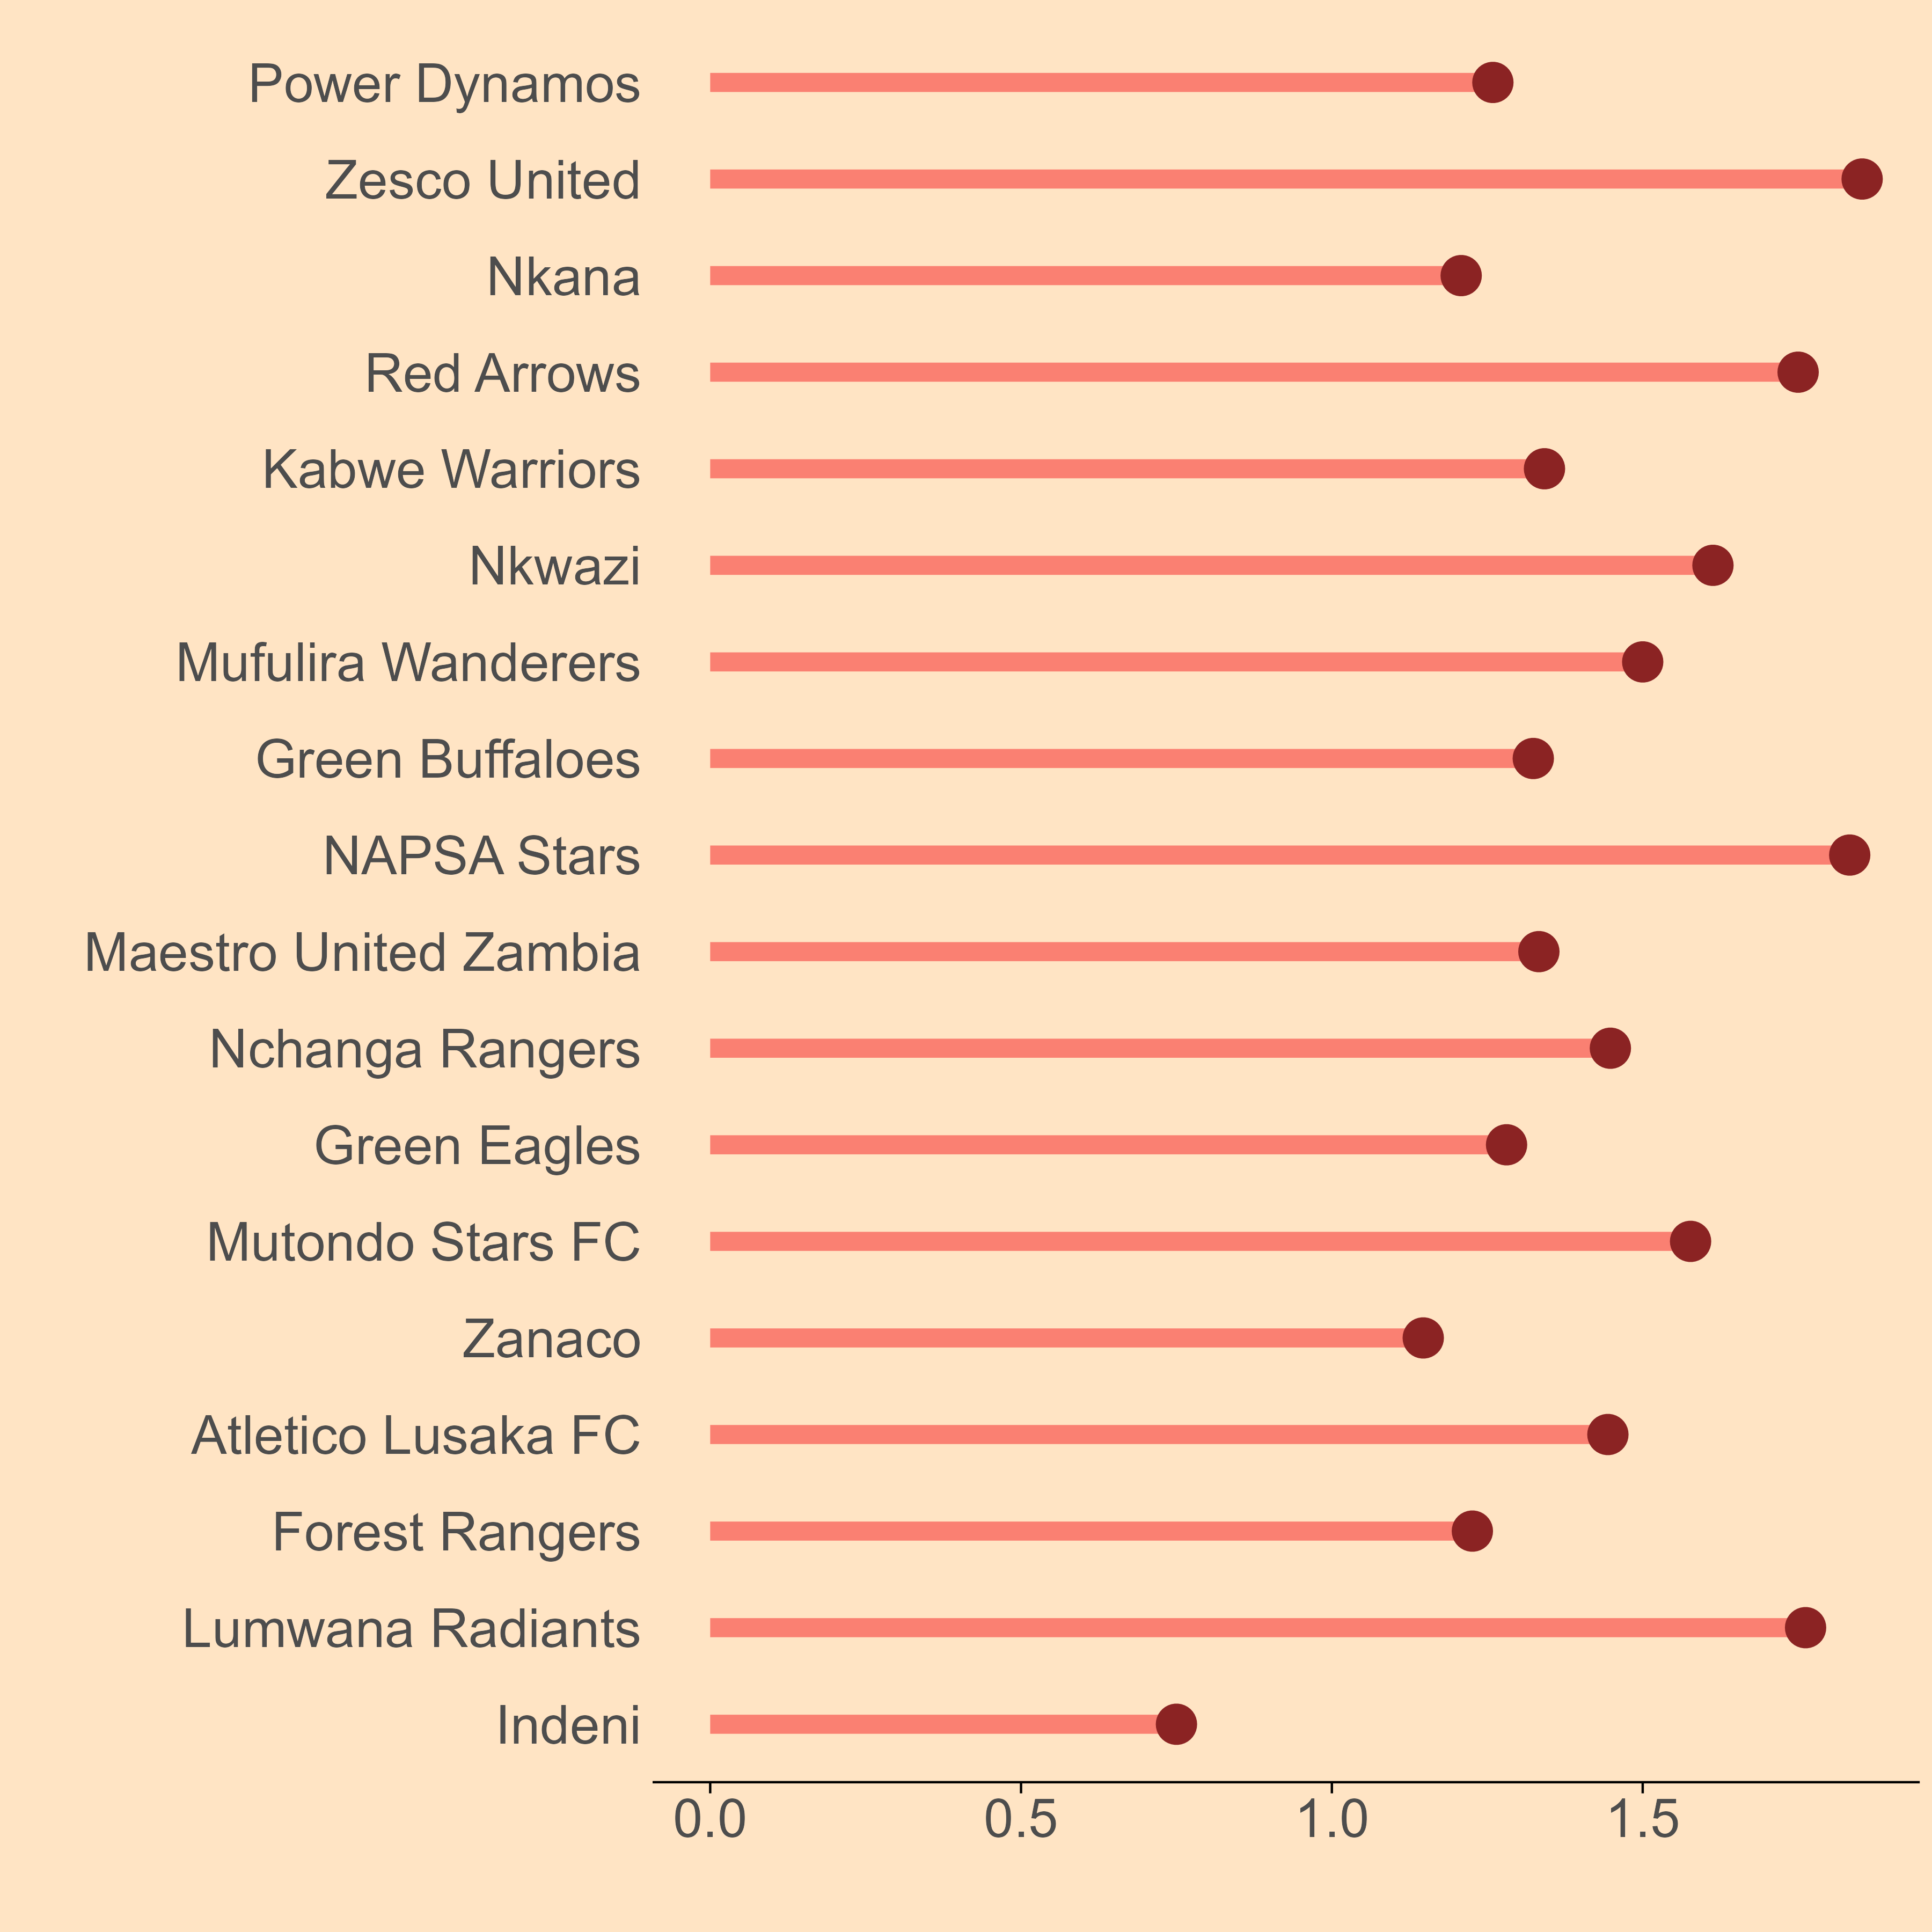 Power Dynamos
Zesco United
Nkana
Red Arrows
Kabwe Warriors
Nkwazi
Mufulira Wanderers
Green Buffaloes
NAPSA Stars
Maestro United Zambia
Nchanga Rangers
Green Eagles
Mutondo Stars FC
Zanaco
Atletico Lusaka FC
Forest Rangers
Lumwana Radiants
Indeni
0.0 0.5 1.0 1.5